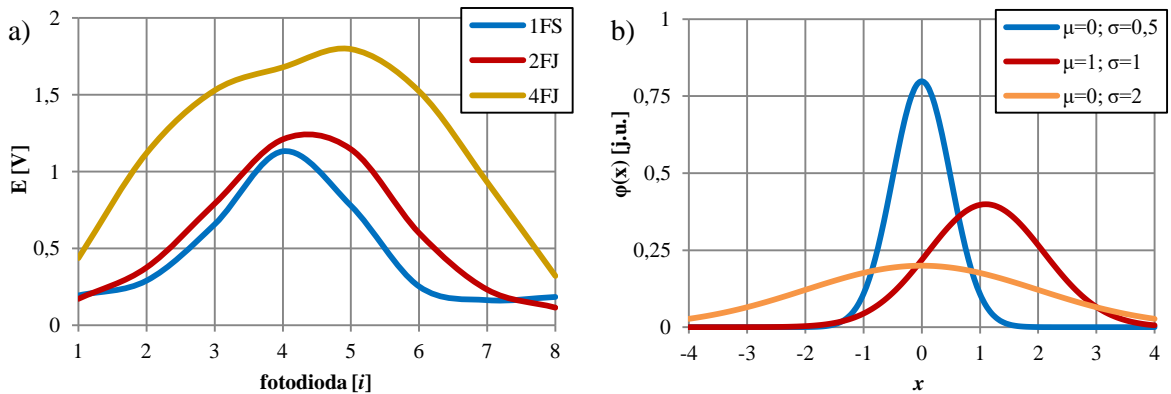 a)
2
1,5
1
0,5
0
E [V]
1 2 3 4 5 6 7 8
fotodioda [i]
1FS
2FJ
4FJ
b)
1
0,75
0,5
0,25
0
φ(x) [j.u.]
-4 -3 -2 -1 0 1 2 3 4
x
μ=0; σ=0,5
μ=1; σ=1
μ=0; σ=2